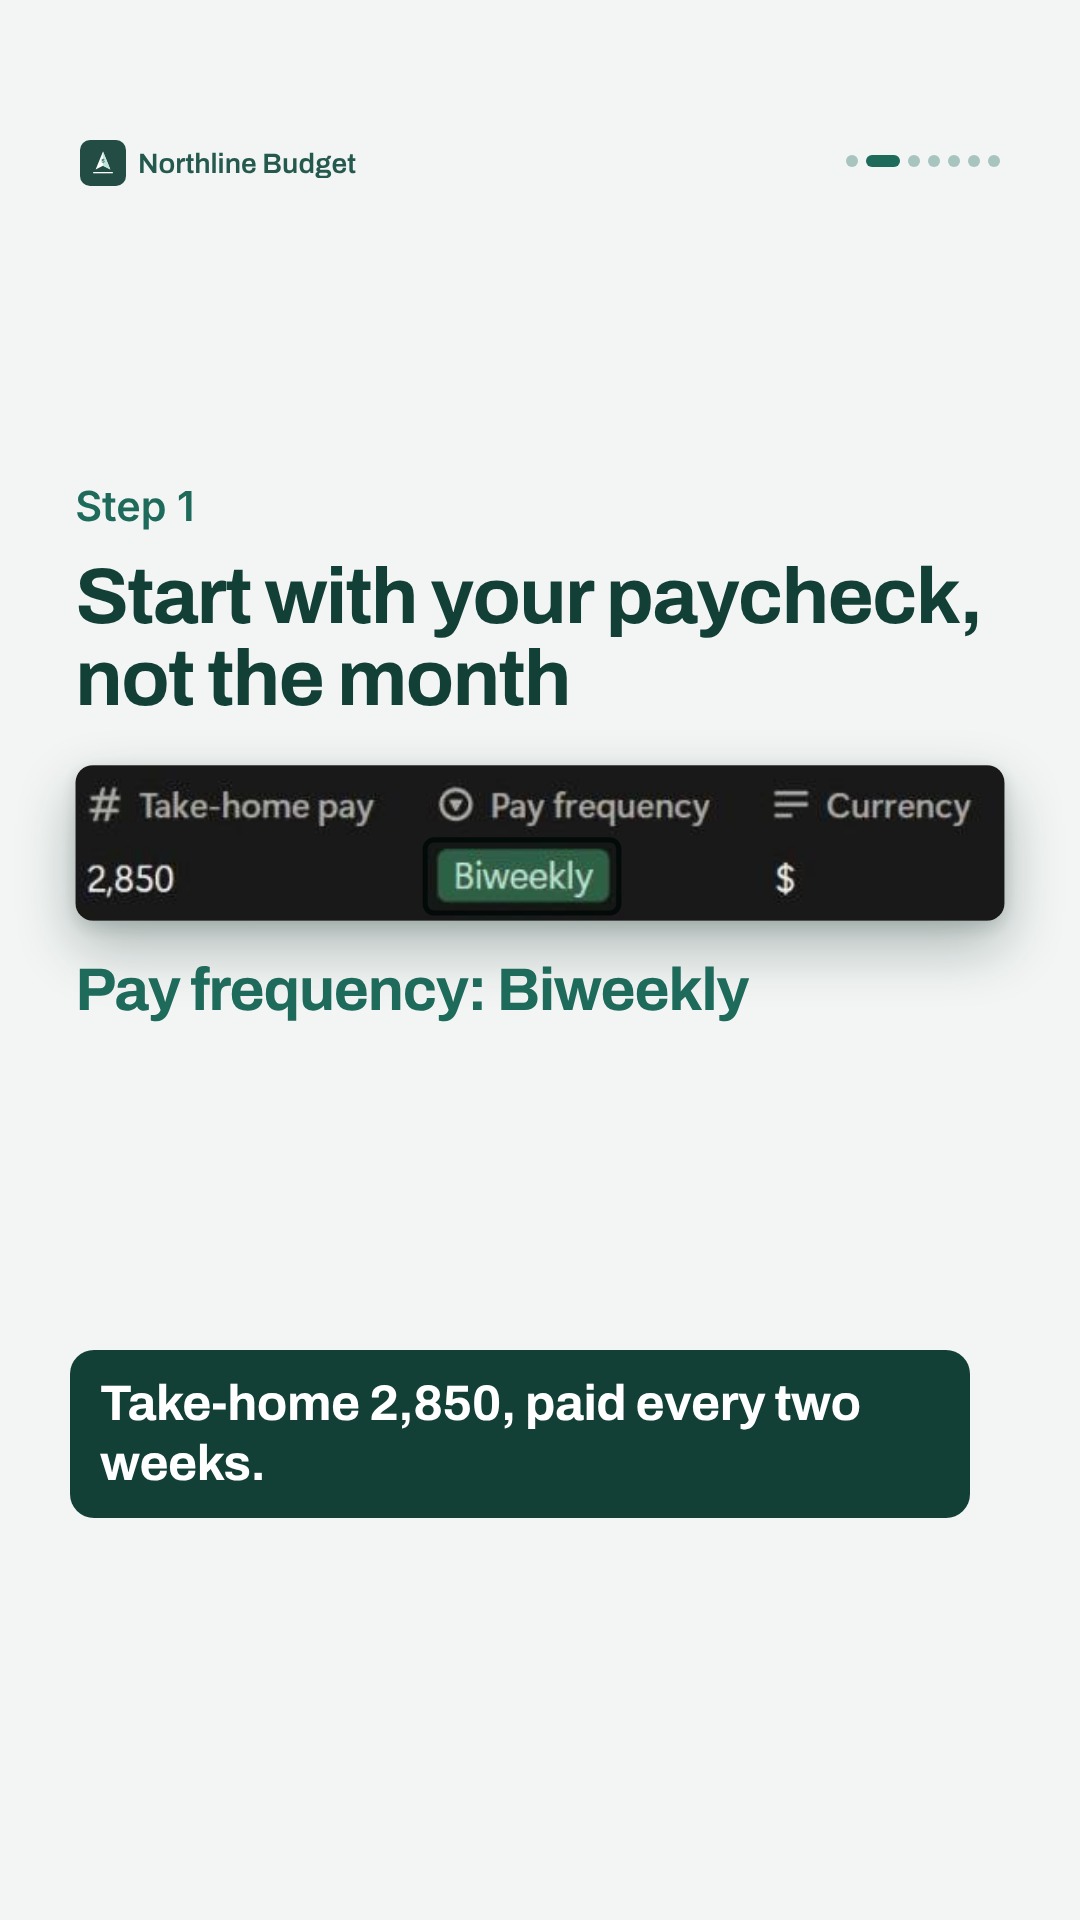 Northline Budget
Step 1
Start with your paycheck,
not the month
# Take-home pay Pay frequency Currency
2,850 Biweekly $
Pay frequency: Biweekly
Take-home 2,850, paid every two
weeks.